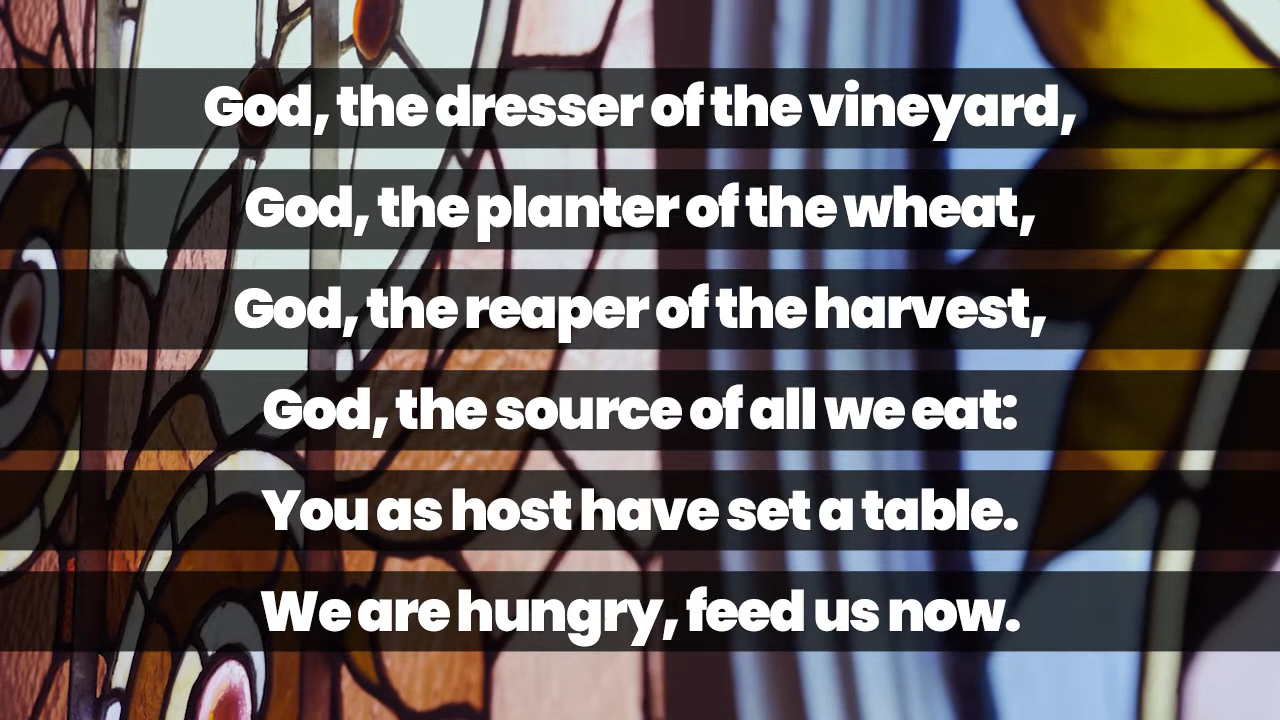 God, the dresser of the vineyard,
God, the planter of the wheat,
God, the reaper of the harvest,
God, the source of all we eat:
You as host have set a table.
We are hungry, feed us now.